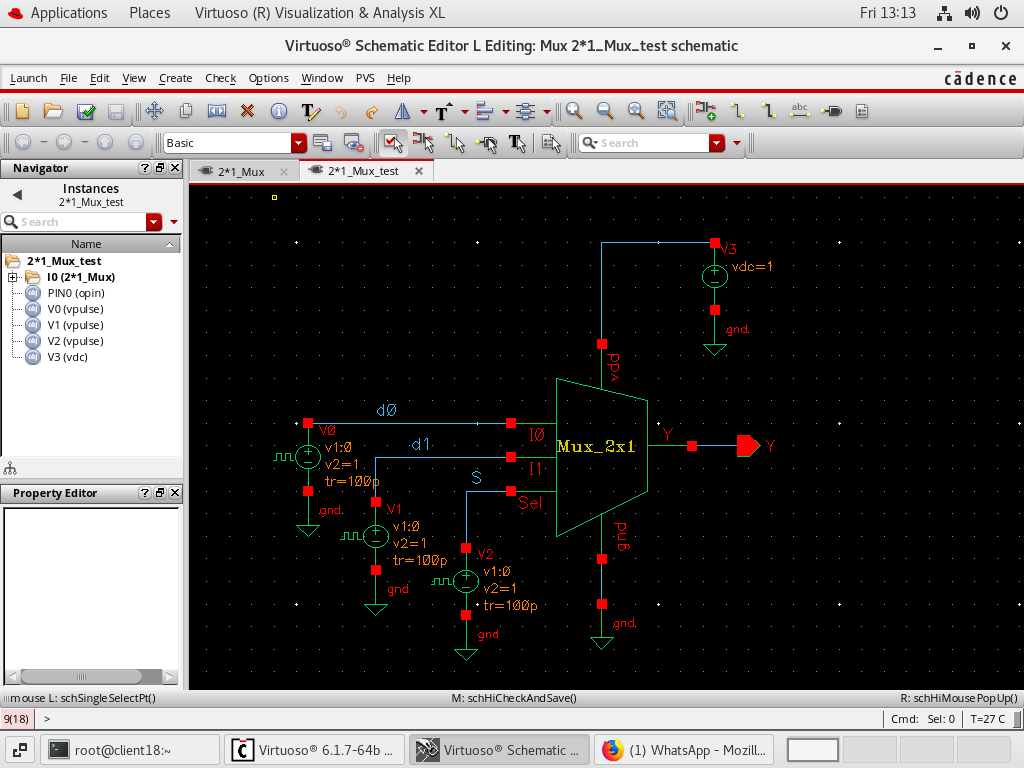 Applications Places Virtuoso (R) Visualization & Analysis XL Fri 13:13
Virtuoso® Schematic Editor L Editing: Mux 2*1_Mux_test schematic
Launch File Edit View Create Check Options Window PVS Help cādence
abc
Basic Search
Navigator ? 2*1_Mux 2*1_Mux_test
Instances
2*1_Mux_test
Search
Name
2*1_Mux_test
I0 (2*1_Mux)
PIN0 (opin)
V0 (vpulse)
V1 (vpulse)
V2 (vpulse)
V3 (vdc)
Property Editor ?
V3
vdc=1
gnd
vdd
d0
V0
v1:0
v2=1
tr=100p
gnd
d1
V1
v1:0
v2=1
tr=100p
gnd
S
V2
v1:0
v2=1
tr=100p
gnd
I0
I1
Sel
Mux_2x1
Y
Y
gnd
gnd
mouse L: schSingleSelectPt() M: schHiCheckAndSave() R: schHiMousePopUp()
9(18) > Cmd: Sel: 0 T=27 C
root@client18:~ Virtuoso® 6.1.7-64b ... Virtuoso® Schematic ... (1) WhatsApp - Mozill...